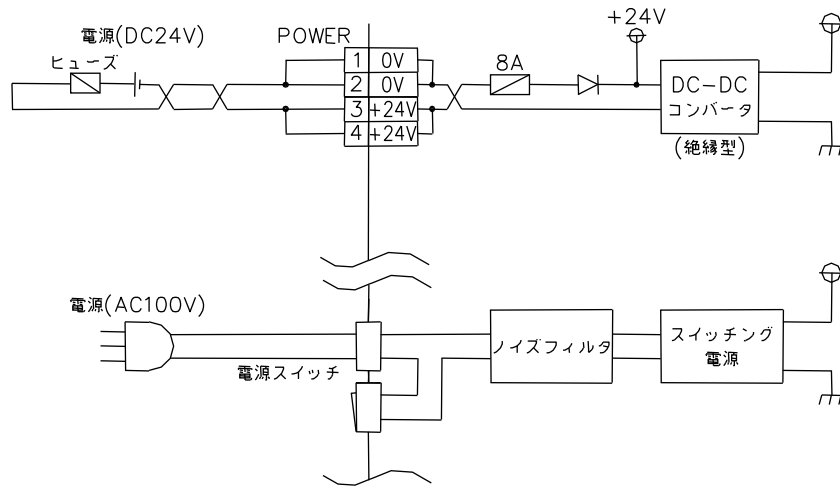 電源(DC24V)
ヒューズ
POWER
1 0V
2 0V
3 +24V
4 +24V
8A
+24V
DC-DC
コンバータ
(絶縁型)
電源(AC100V)
電源スイッチ
ノイズフィルタ
スイッチング
電源